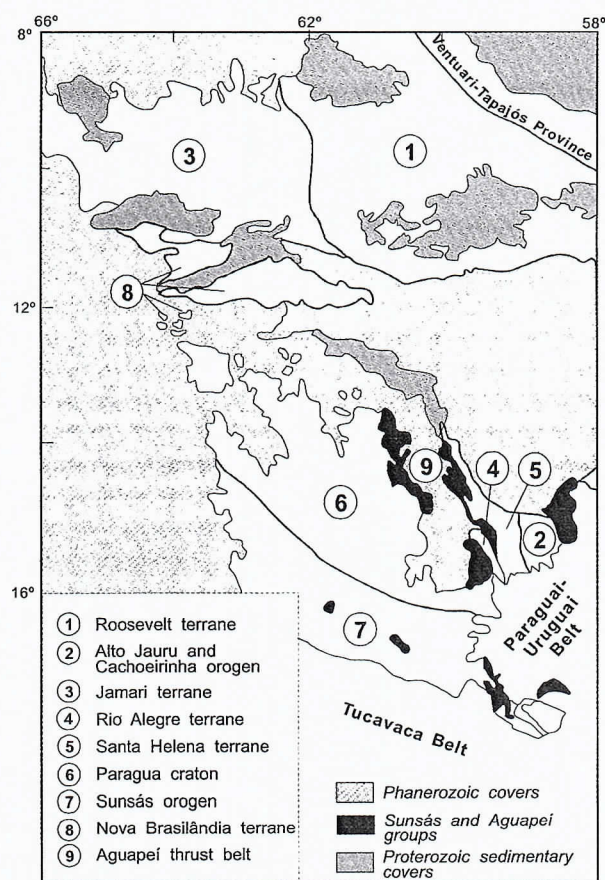 66° 62° 58°
8°
Ventuari-Tapajós Province
3
1
8
12°
9
4
5
6
2
16°
7
Paraguai-
Uruguai
Belt
Tucavaca Belt
1 Roosevelt terrane
2 Alto Jauru and
Cachoeirinha orogen
3 Jamari terrane
4 Rio Alegre terrane
5 Santa Helena terrane
6 Paragua craton
7 Sunsás orogen
8 Nova Brasilândia terrane
9 Aguapeí thrust belt
Phanerozoic covers
Sunsás and Aguapeí
groups
Proterozoic sedimentary
covers